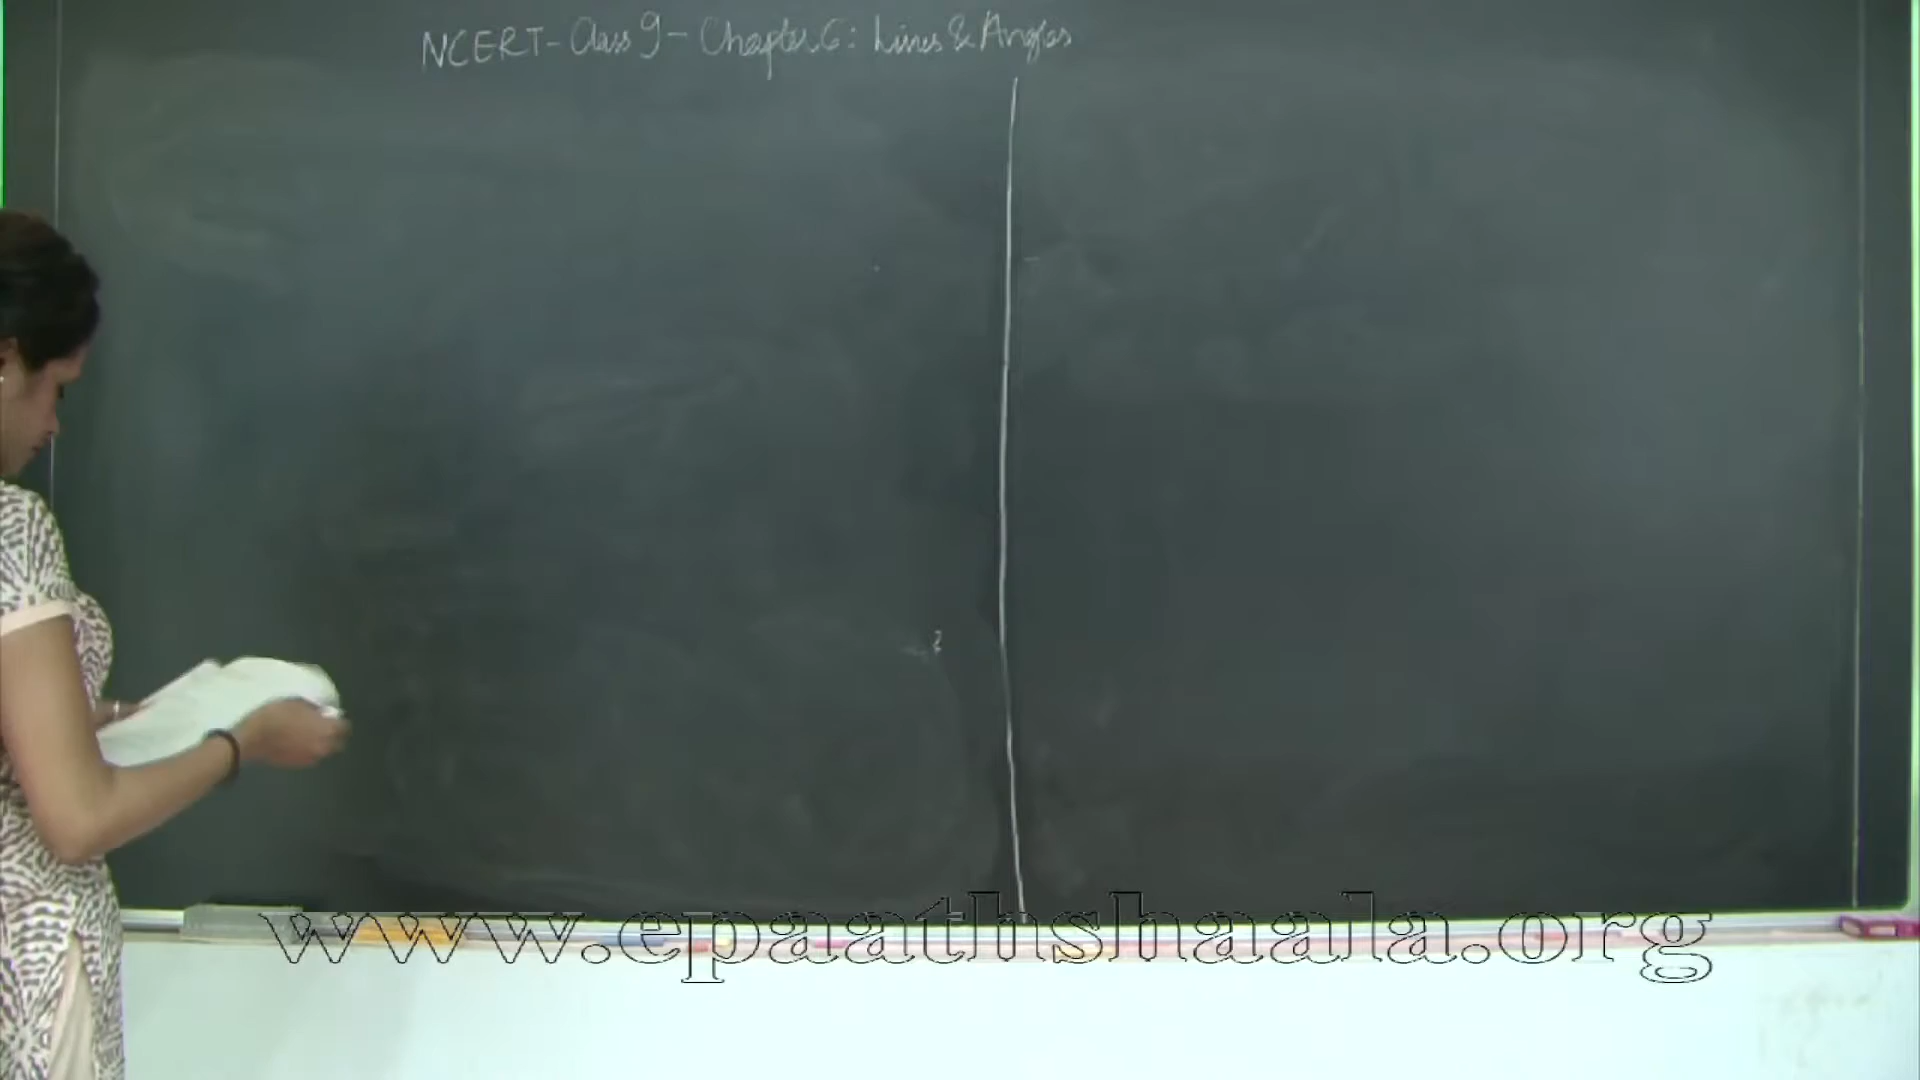 NCERT - Class 9 - Chapter 6: Lines & Angles
www.epaathshaala.org